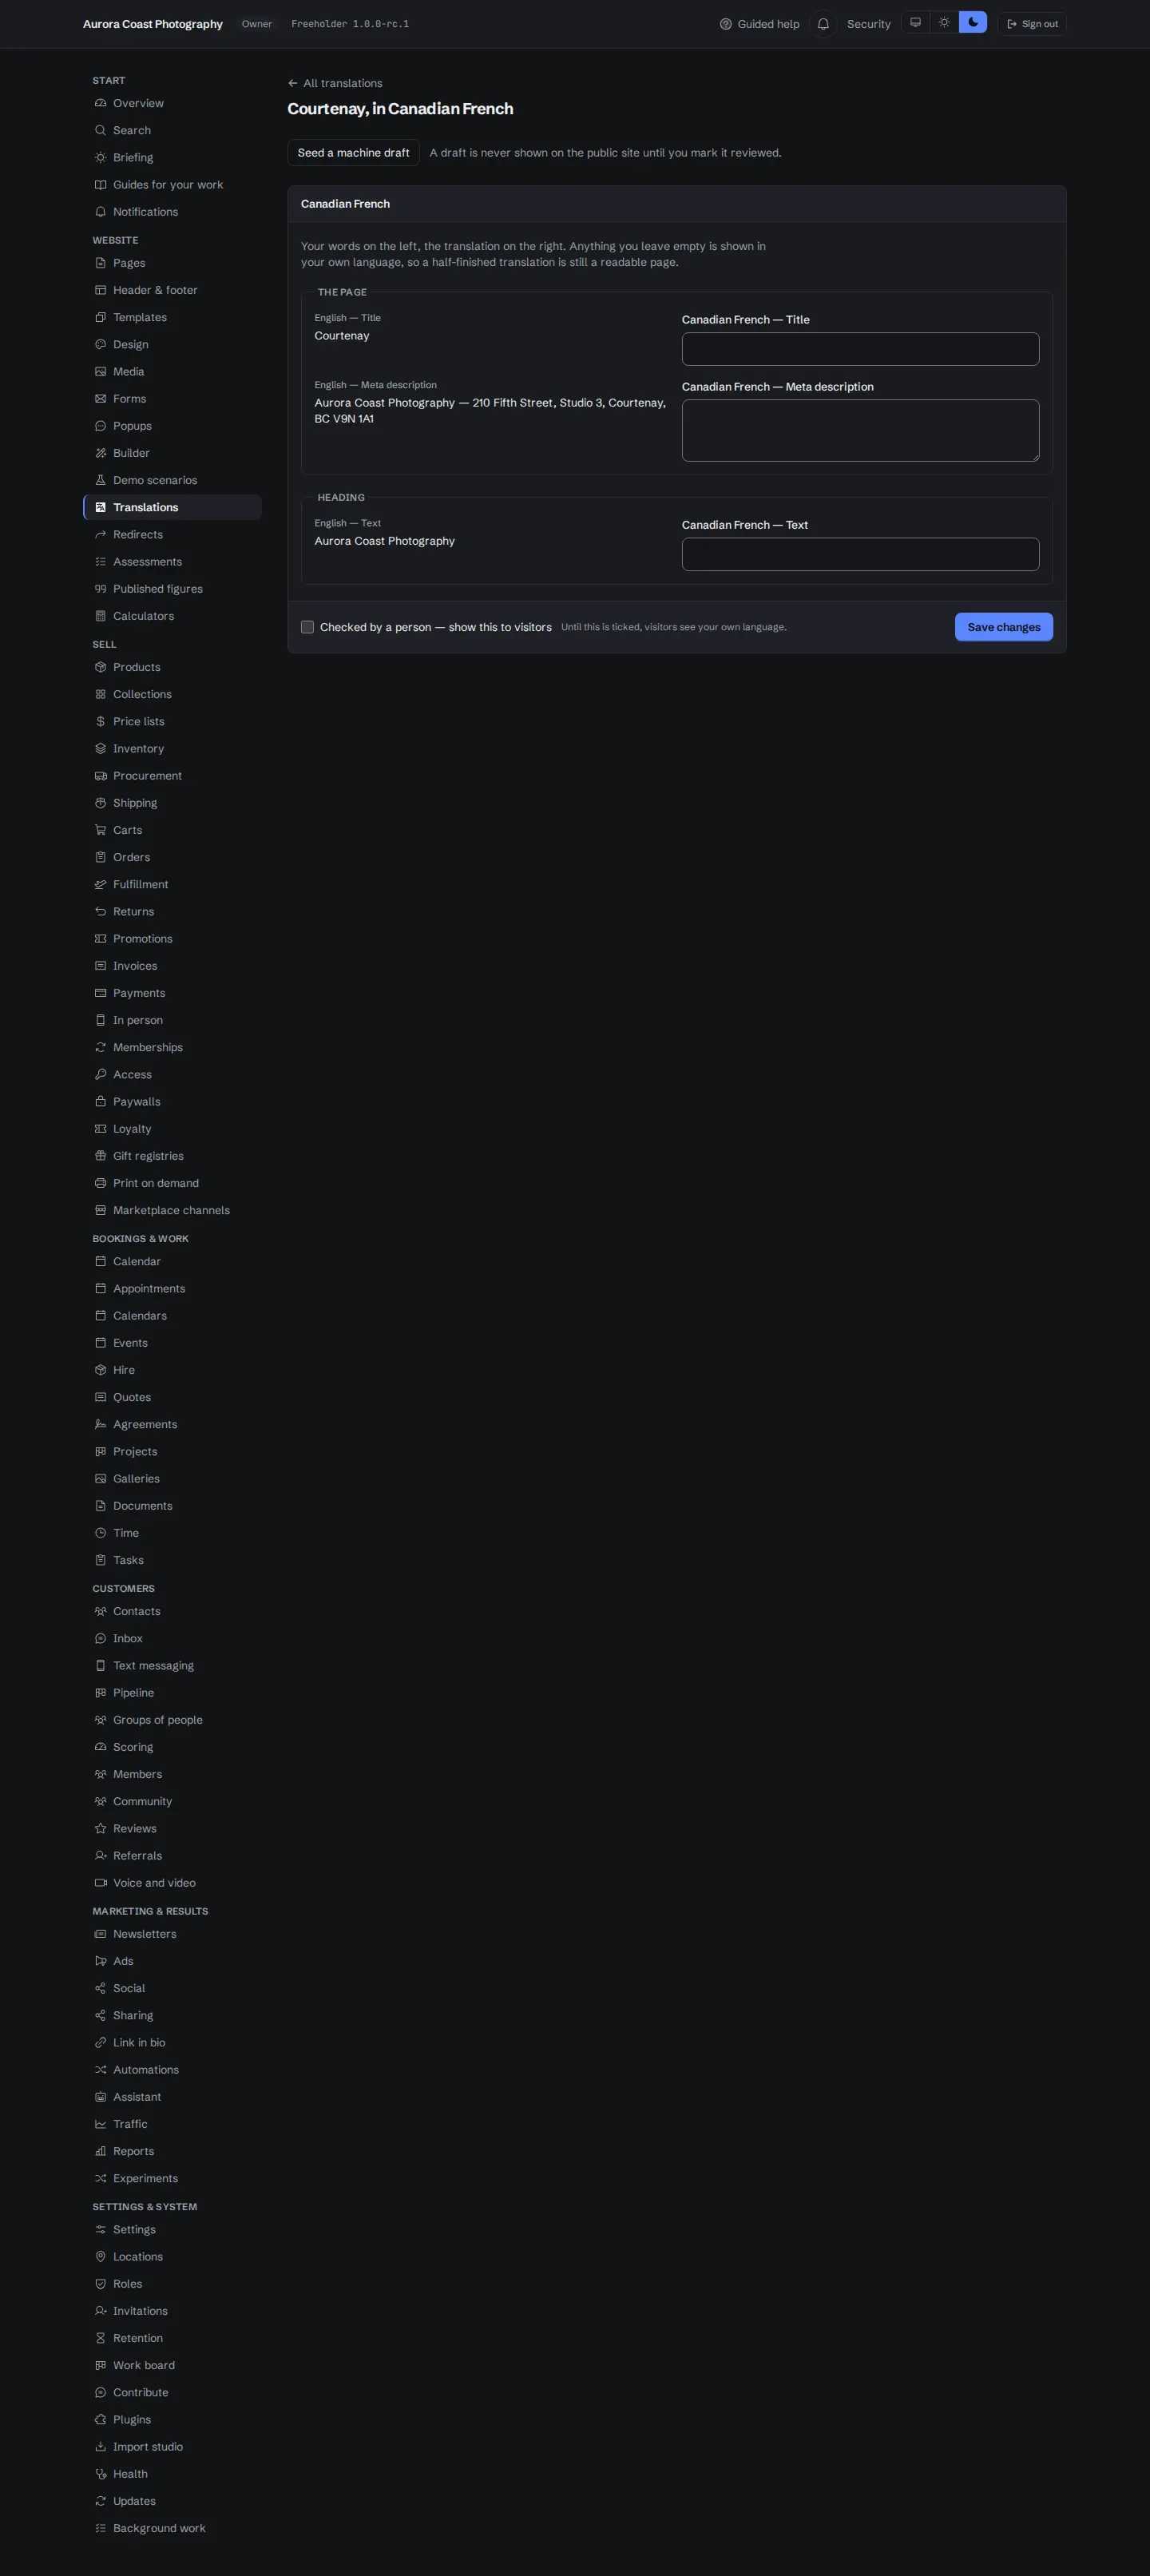 Aurora Coast Photography
Owner
Freeholder 1.0.0-rc.1
Guided help
Security
Sign out
START
Overview
Search
Briefing
Guides for your work
Notifications
WEBSITE
Pages
Header & footer
Templates
Design
Media
Forms
Popups
Builder
Demo scenarios
Translations
Redirects
Assessments
Published figures
Calculators
SELL
Products
Collections
Price lists
Inventory
Procurement
Shipping
Carts
Orders
Fulfillment
Returns
Promotions
Invoices
Payments
In person
Memberships
Access
Paywalls
Loyalty
Gift registries
Print on demand
Marketplace channels
BOOKINGS & WORK
Calendar
Appointments
Calendars
Events
Hire
Quotes
Agreements
Projects
Galleries
Documents
Time
Tasks
CUSTOMERS
Contacts
Inbox
Text messaging
Pipeline
Groups of people
Scoring
Members
Community
Reviews
Referrals
Voice and video
MARKETING & RESULTS
Newsletters
Ads
Social
Sharing
Link in bio
Automations
Assistant
Traffic
Reports
Experiments
SETTINGS & SYSTEM
Settings
Locations
Roles
Invitations
Retention
Work board
Contribute
Plugins
Import studio
Health
Updates
Background work
← All translations
Courtenay, in Canadian French
Seed a machine draft
A draft is never shown on the public site until you mark it reviewed.
Canadian French
Your words on the left, the translation on the right. Anything you leave empty is shown in
your own language, so a half-finished translation is still a readable page.
THE PAGE
English — Title
Courtenay
Canadian French — Title
English — Meta description
Aurora Coast Photography — 210 Fifth Street, Studio 3, Courtenay,
BC V9N 1A1
Canadian French — Meta description
HEADING
English — Text
Aurora Coast Photography
Canadian French — Text
Checked by a person — show this to visitors
Until this is ticked, visitors see your own language.
Save changes